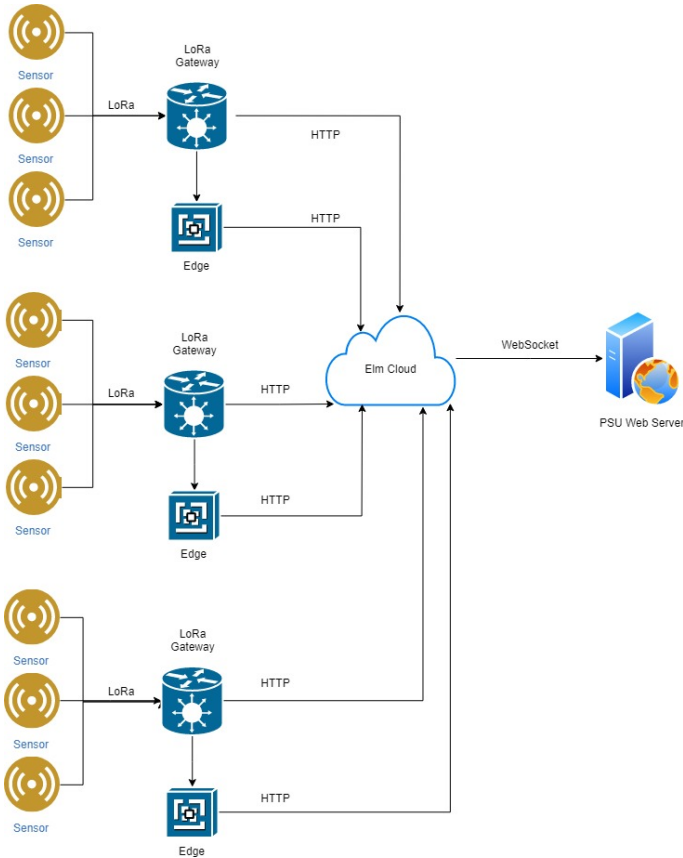 Sensor
LoRa
Gateway
LoRa
HTTP
Sensor
HTTP
Sensor
Edge
LoRa
Gateway
WebSocket
Sensor
Elm Cloud
LoRa
HTTP
PSU Web Server
Sensor
HTTP
Sensor
Edge
LoRa
Gateway
Sensor
LoRa
HTTP
Sensor
HTTP
Sensor
Edge